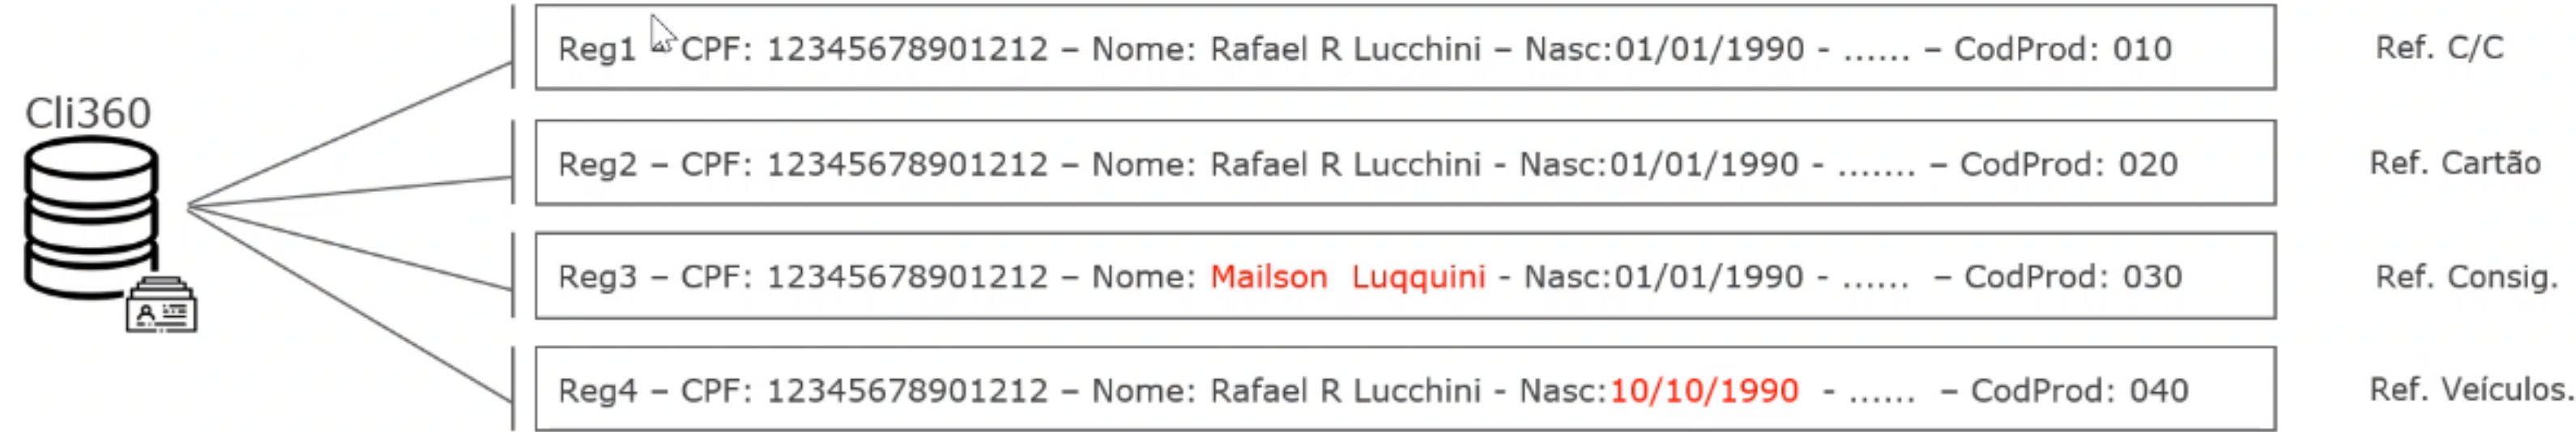 Cli360
Reg1 – CPF: 12345678901212 – Nome: Rafael R Lucchini – Nasc:01/01/1990 - ...... – CodProd: 010 Ref. C/C
Reg2 – CPF: 12345678901212 – Nome: Rafael R Lucchini - Nasc:01/01/1990 - ....... – CodProd: 020 Ref. Cartão
Reg3 – CPF: 12345678901212 – Nome: Mailson Luqquini - Nasc:01/01/1990 - ...... – CodProd: 030 Ref. Consig.
Reg4 – CPF: 12345678901212 – Nome: Rafael R Lucchini - Nasc:10/10/1990 - ...... – CodProd: 040 Ref. Veículos.